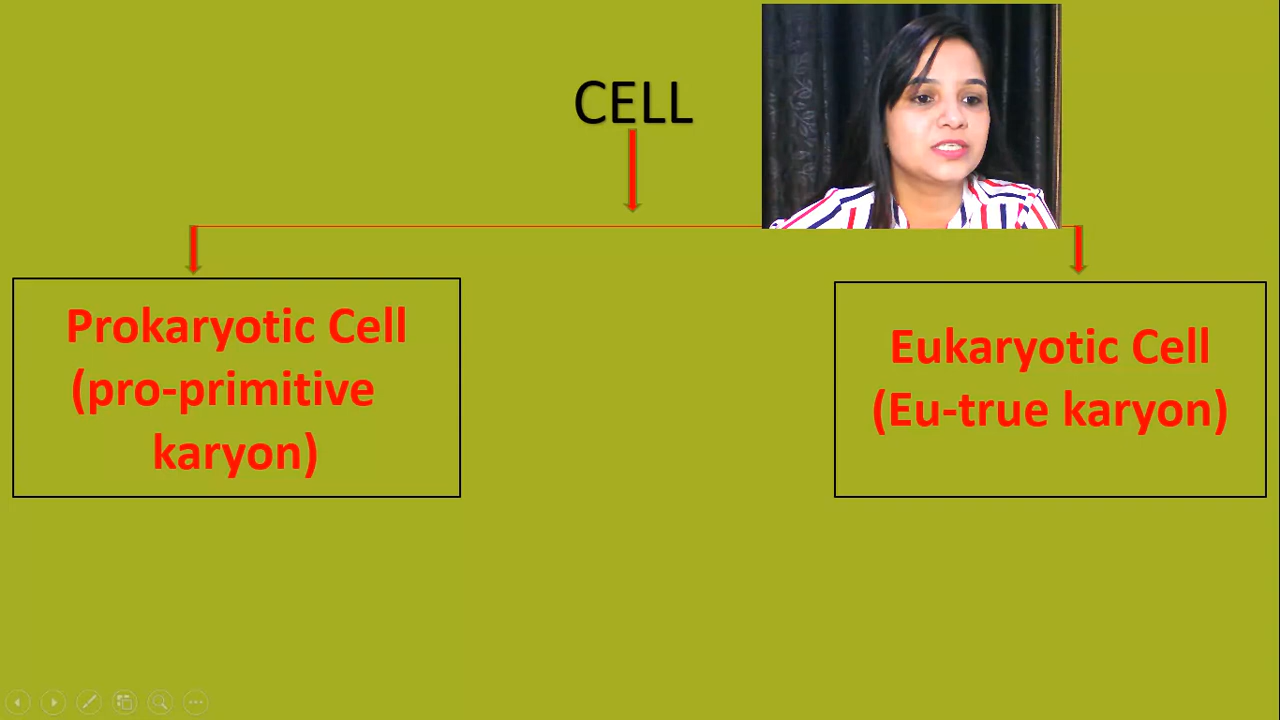 CELL
Prokaryotic Cell
(pro-primitive
karyon)
Eukaryotic Cell
(Eu-true karyon)